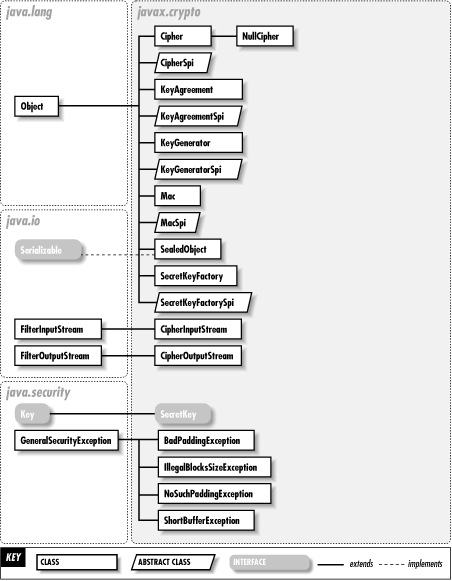 java.lang
javax.crypto
Cipher
NullCipher
CipherSpi
KeyAgreement
Object
KeyAgreementSpi
KeyGenerator
KeyGeneratorSpi
Mac
java.io
MacSpi
Serializable
SealedObject
SecretKeyFactory
SecretKeyFactorySpi
FilterInputStream
CipherInputStream
FilterOutputStream
CipherOutputStream
java.security
Key
SecretKey
GeneralSecurityException
BadPaddingException
IllegalBlocksSizeException
NoSuchPaddingException
ShortBufferException
KEY
CLASS
ABSTRACT CLASS
INTERFACE
extends
implements